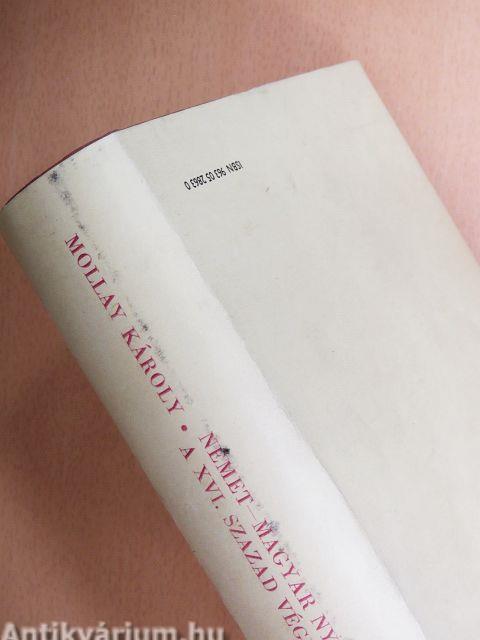 ISBN 963 05 2863 0
MOLLAY KÁROLY • NÉMET—MAGYAR NY
A XVI. SZÁZAD VÉG
Antikvárium.hu